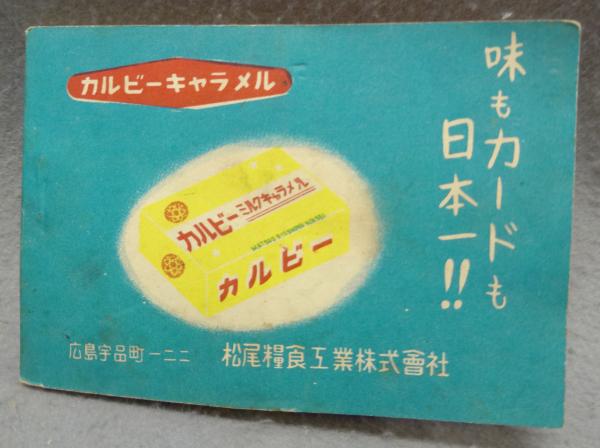 カルビーキャラメル
味もカードも
日本一!!
カルビーミルクキャラメル
カルビー
広島宇品町一二二
松尾糧食工業株式會社